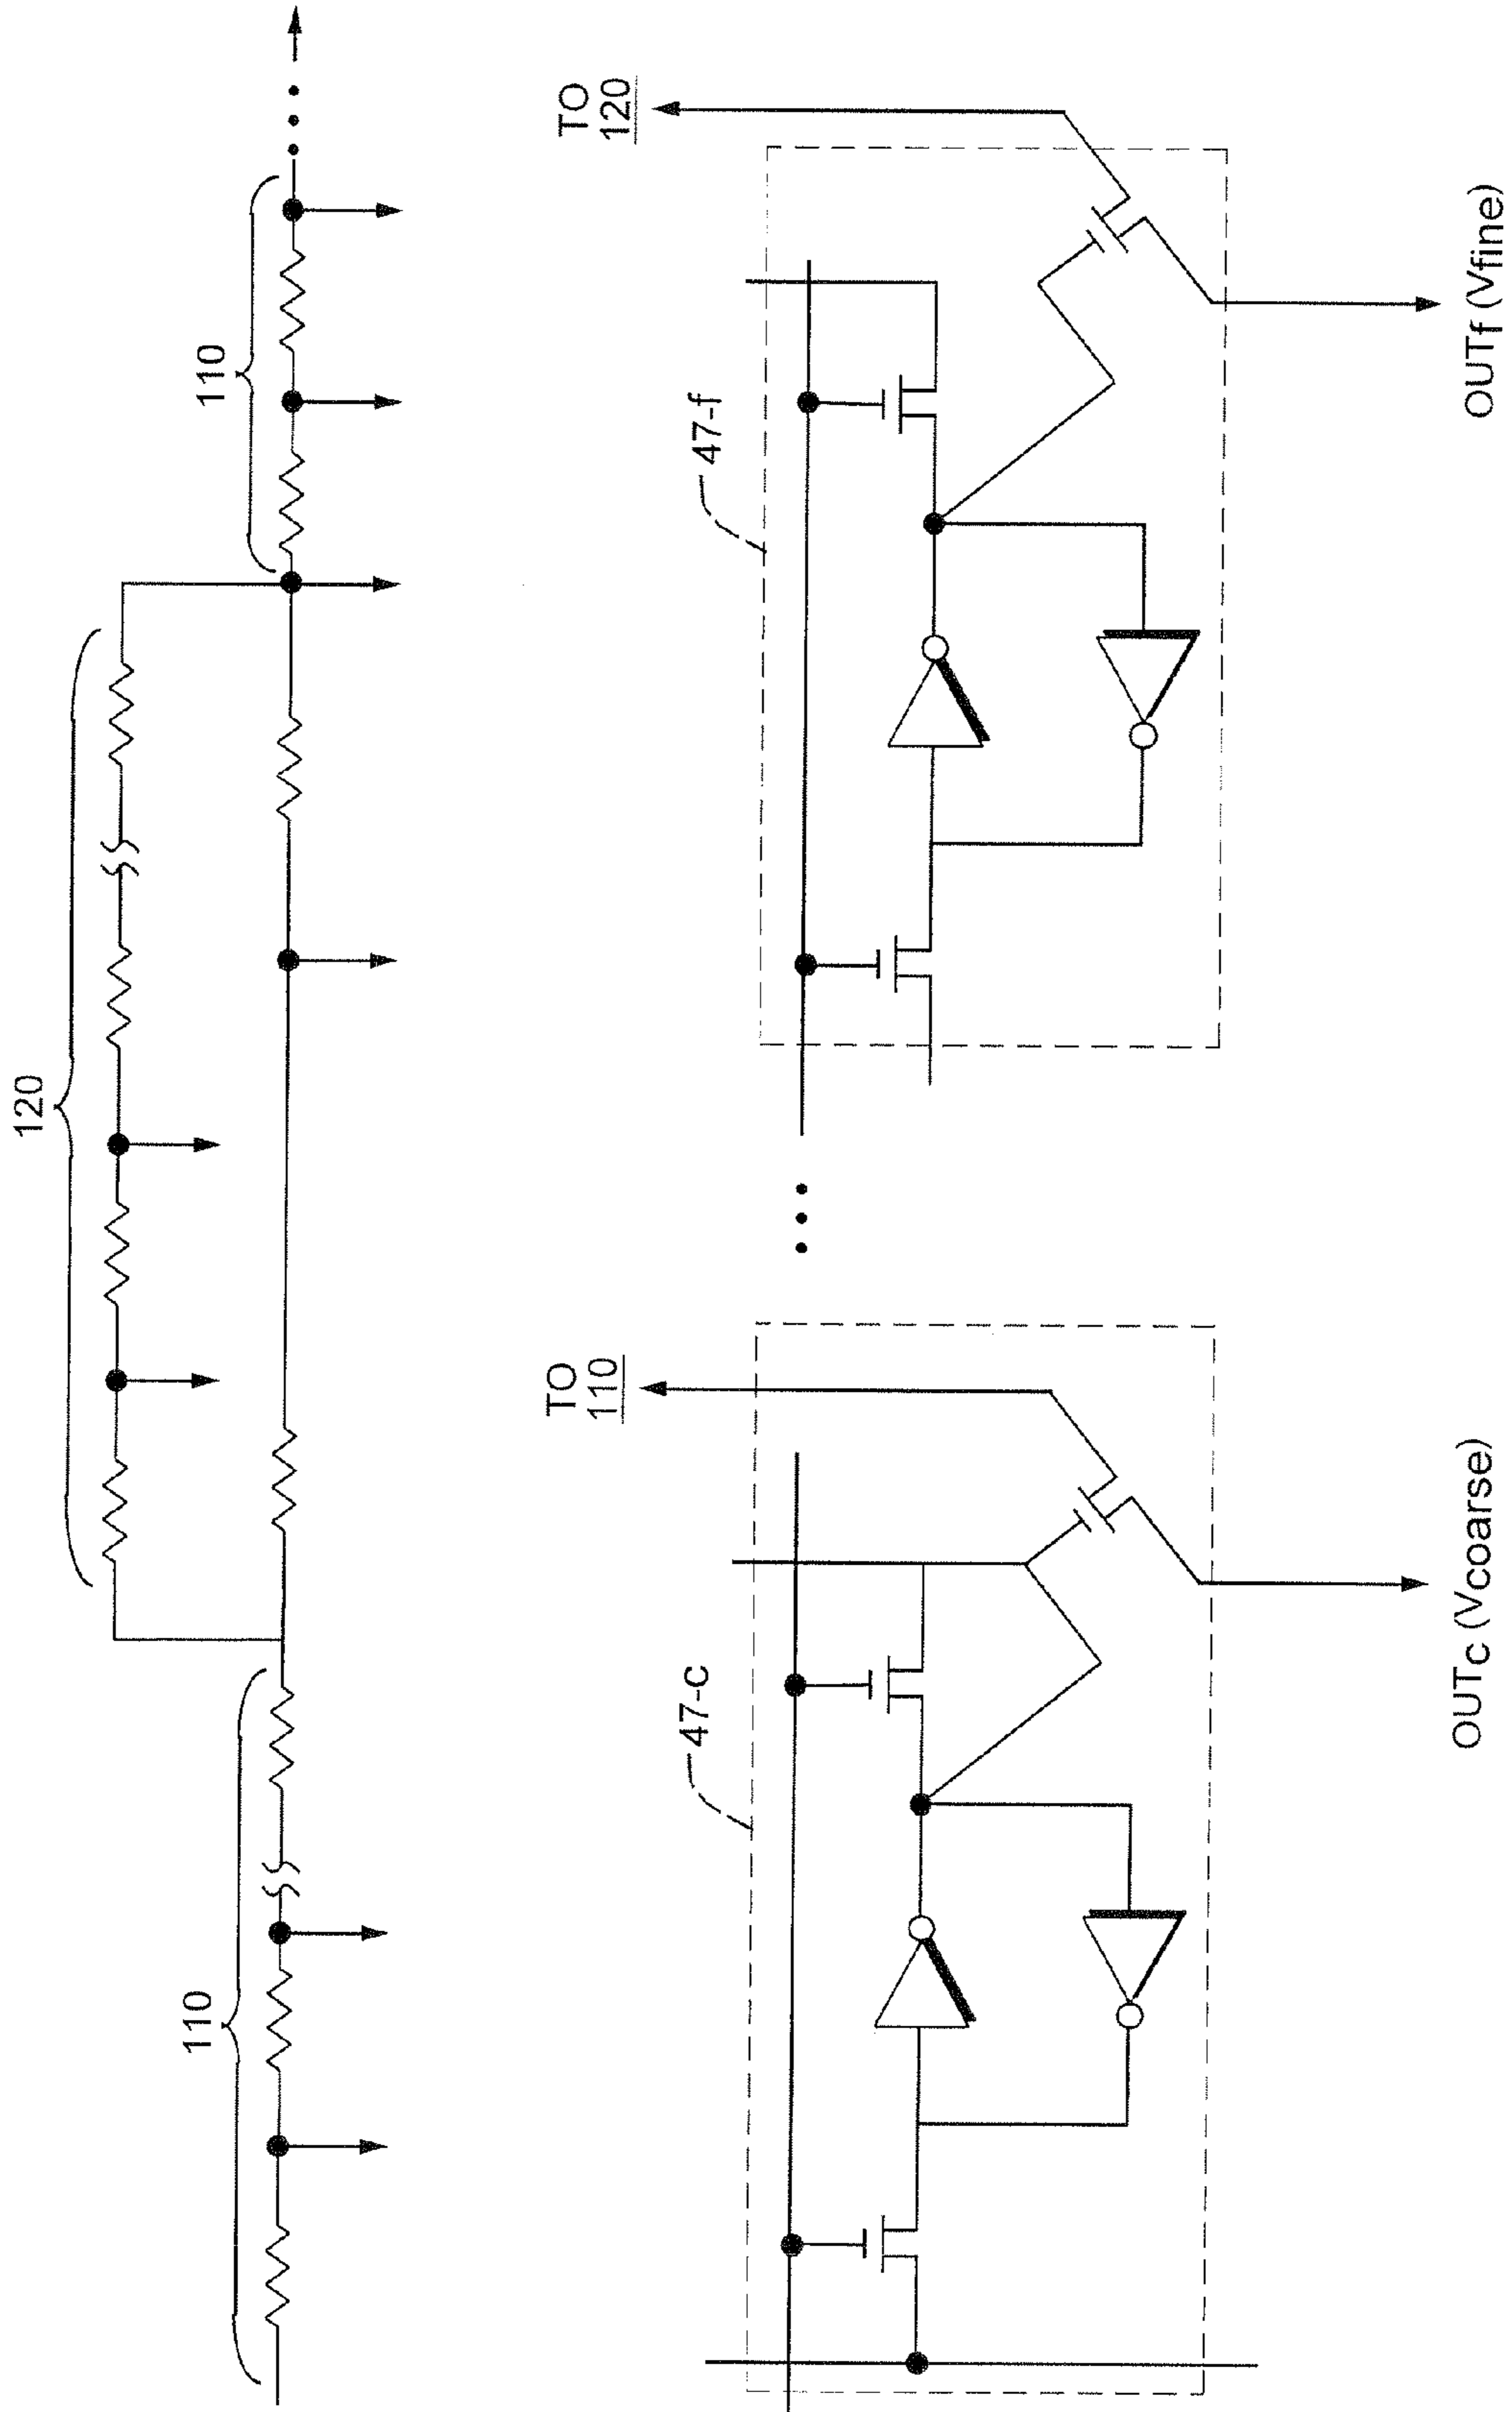 120
110
110
TO
110
TO
120
47-c
47-f
OUTc (Vcoarse)
OUTf (Vfine)